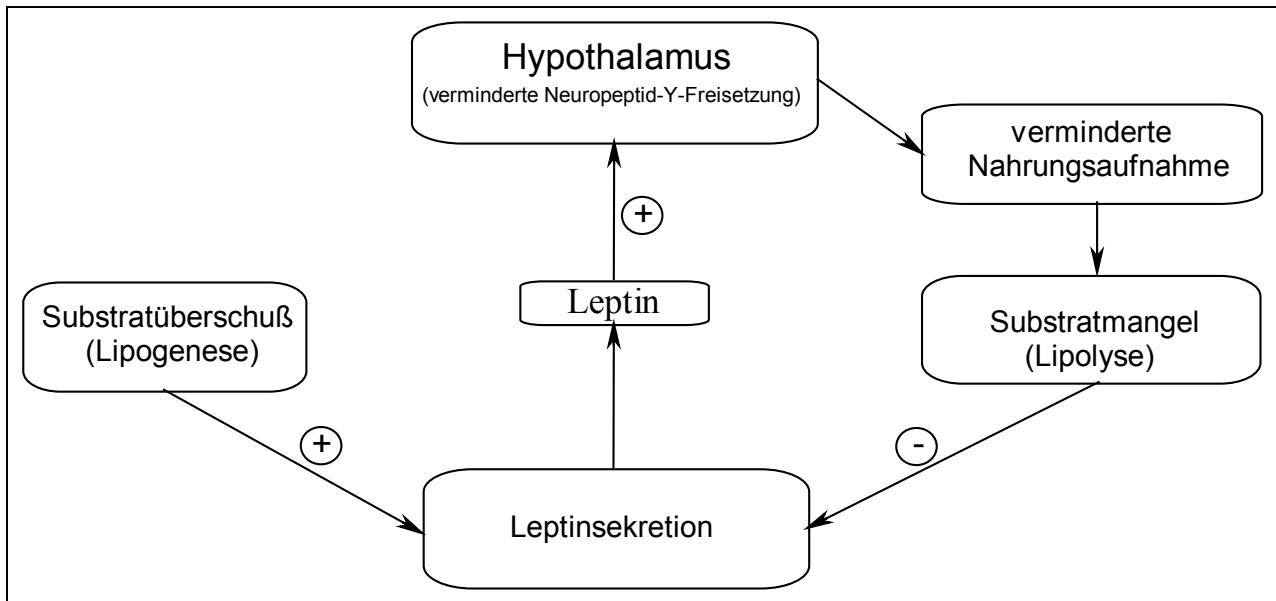 Hypothalamus
(verminderte Neuropeptid-Y-Freisetzung)
verminderte
Nahrungsaufnahme
+
Leptin
Substratüberschuß
(Lipogenese)
Substratmangel
(Lipolyse)
+
-
Leptinsekretion